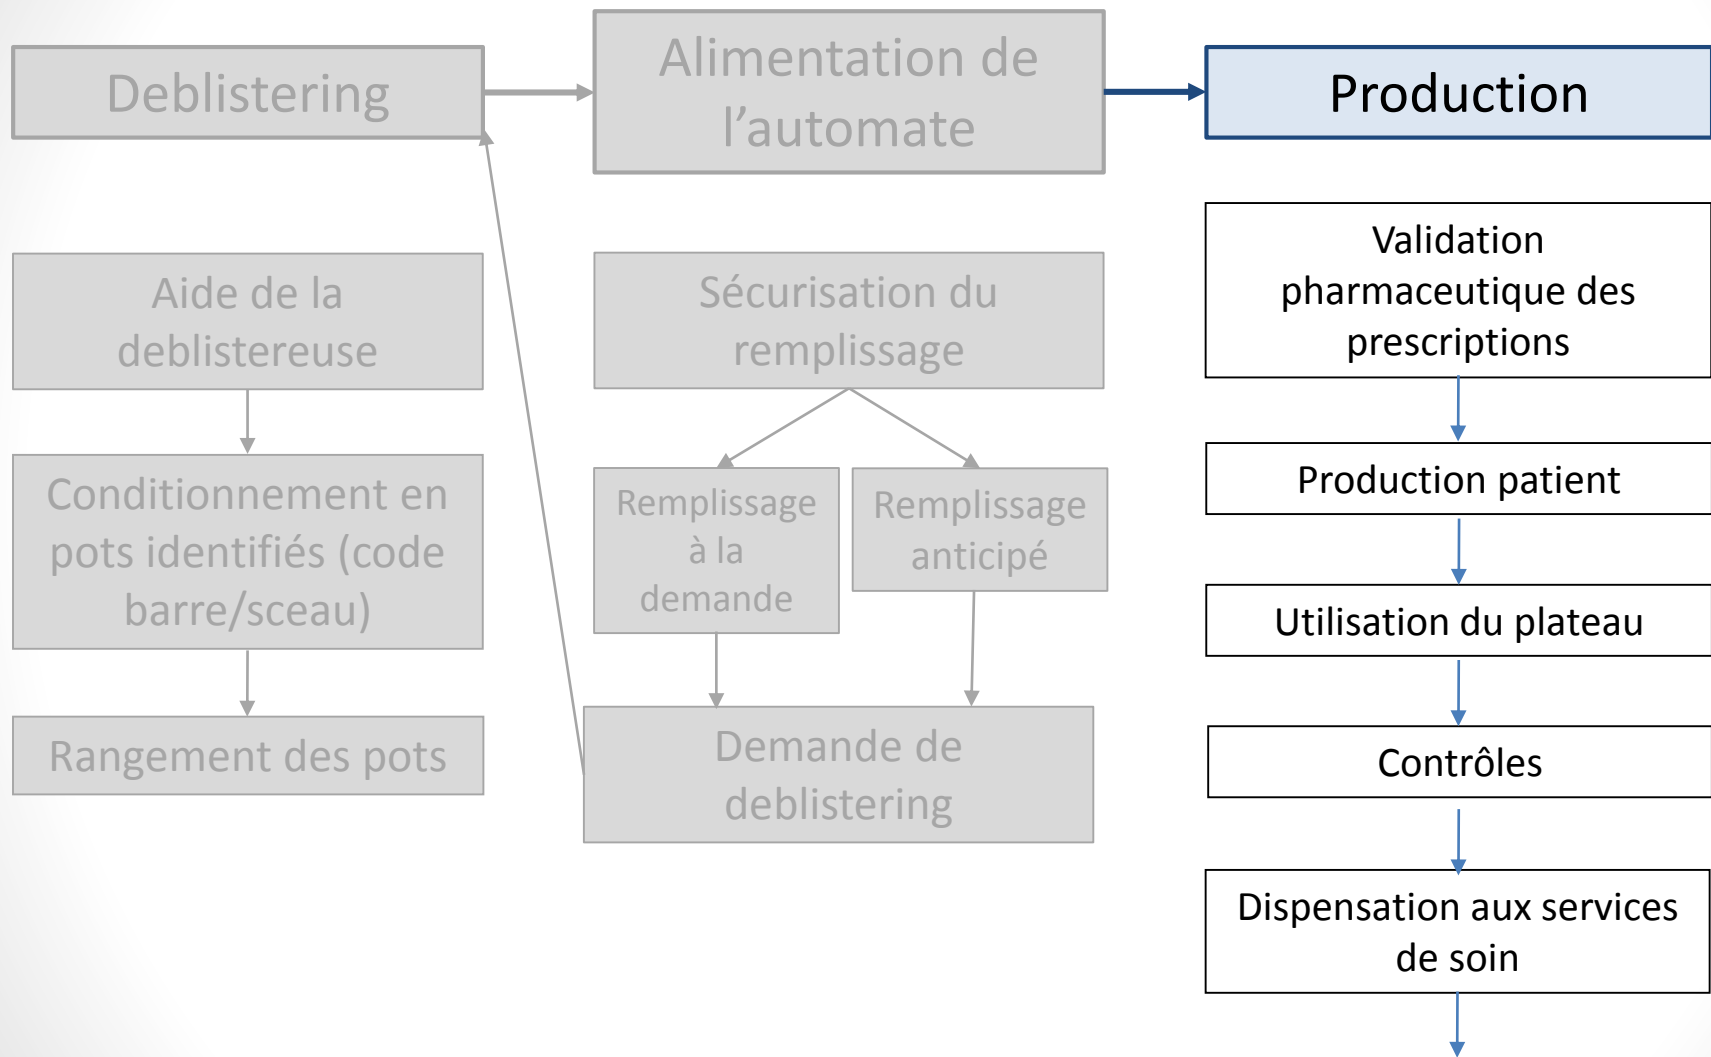 Deblistering
Alimentation de
l’automate
Production
Aide de la
deblistereuse
Conditionnement en
pots identifiés (code
barre/sceau)
Rangement des pots
Sécurisation du
remplissage
Remplissage
à la
demande
Remplissage
anticipé
Demande de
deblistering
Validation
pharmaceutique des
prescriptions
Production patient
Utilisation du plateau
Contrôles
Dispensation aux services
de soin